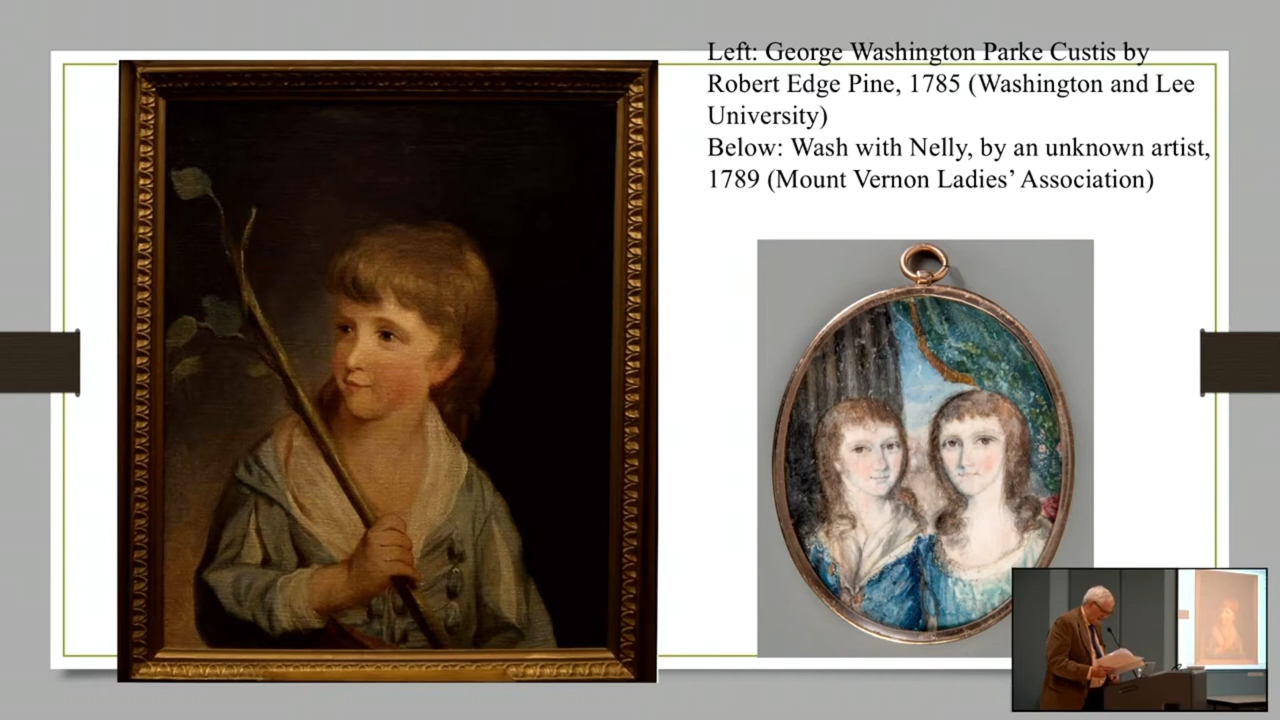 Left: George Washington Parke Custis by
Robert Edge Pine, 1785 (Washington and Lee
University)
Below: Wash with Nelly, by an unknown artist,
1789 (Mount Vernon Ladies’ Association)